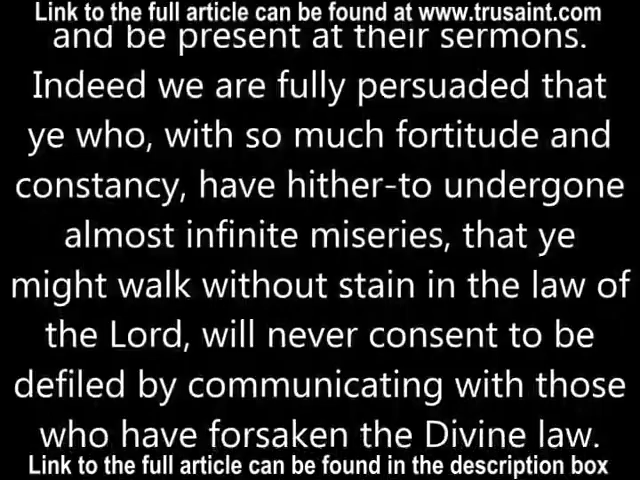 Link to the full article can be found at www.trusaint.com
and be present at their sermons.
Indeed we are fully persuaded that
ye who, with so much fortitude and
constancy, have hither-to undergone
almost infinite miseries, that ye
might walk without stain in the law of
the Lord, will never consent to be
defiled by communicating with those
who have forsaken the Divine law.
Link to the full article can be found in the description box